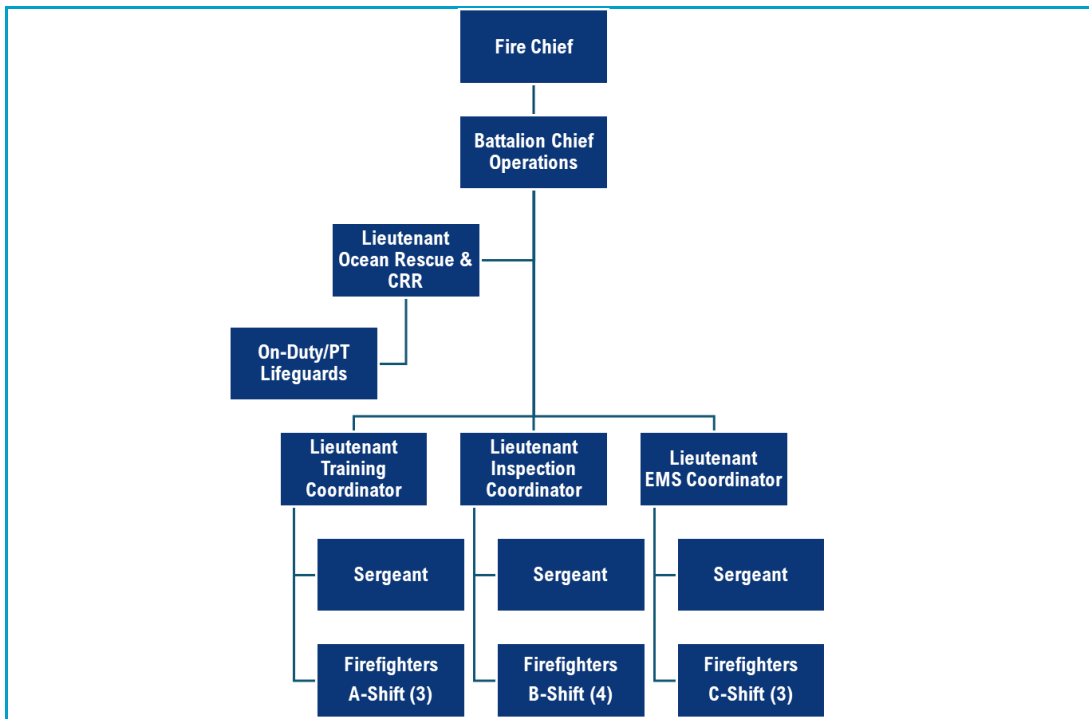 Fire Chief
Battalion Chief
Operations
Lieutenant
Ocean Rescue &
CRR
On-Duty/PT
Lifeguards
Lieutenant
Training
Coordinator
Lieutenant
Inspection
Coordinator
Lieutenant
EMS Coordinator
Sergeant
Sergeant
Sergeant
Firefighters
A-Shift (3)
Firefighters
B-Shift (4)
Firefighters
C-Shift (3)